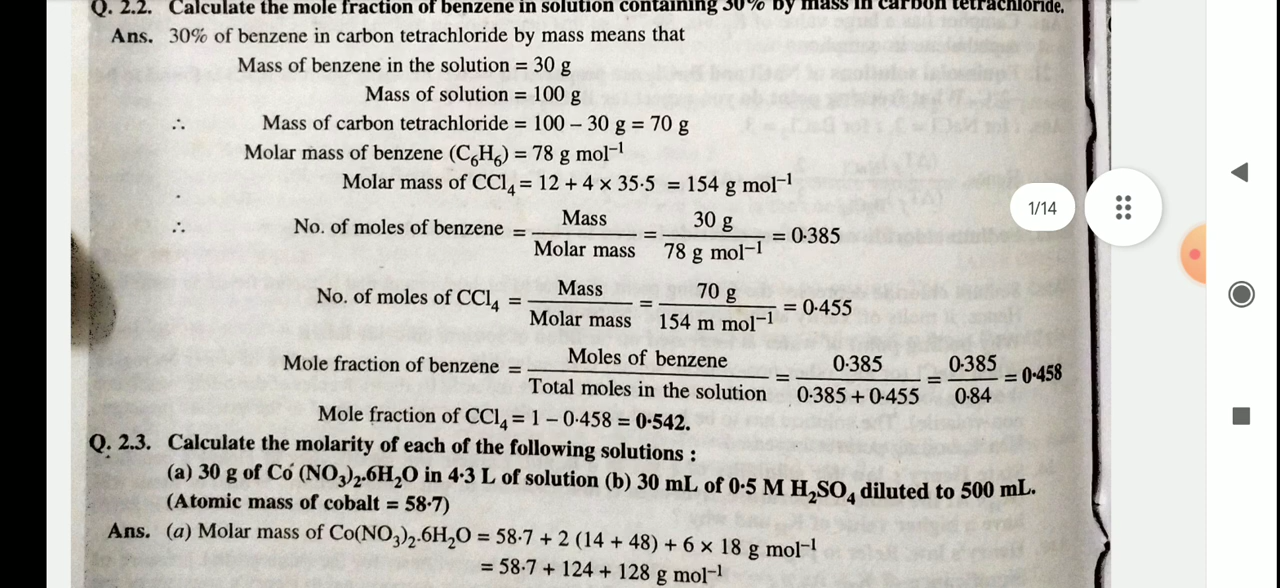 Q. 2.2. Calculate the mole fraction of benzene in solution containing 30% by mass in carbon tetrachloride.
Ans. 30% of benzene in carbon tetrachloride by mass means that
Mass of benzene in the solution = 30 g
Mass of solution = 100 g
∴ Mass of carbon tetrachloride = 100 – 30 g = 70 g
Molar mass of benzene (C₆H₆) = 78 g mol⁻¹
Molar mass of CCl₄ = 12 + 4 × 35·5 = 154 g mol⁻¹
∴ No. of moles of benzene = Mass / Molar mass = 30 g / 78 g mol⁻¹ = 0·385
1/14
No. of moles of CCl₄ = Mass / Molar mass = 70 g / 154 m mol⁻¹ = 0·455
Mole fraction of benzene = Moles of benzene / Total moles in the solution = 0·385 / 0·385 + 0·455 = 0·385 / 0·84 = 0·458
Mole fraction of CCl₄ = 1 – 0·458 = 0·542.
Q. 2.3. Calculate the molarity of each of the following solutions :
(a) 30 g of Co (NO₃)₂.6H₂O in 4·3 L of solution (b) 30 mL of 0·5 M H₂SO₄ diluted to 500 mL.
(Atomic mass of cobalt = 58·7)
Ans. (a) Molar mass of Co(NO₃)₂.6H₂O = 58·7 + 2 (14 + 48) + 6 × 18 g mol⁻¹
= 58·7 + 124 + 128 g mol⁻¹